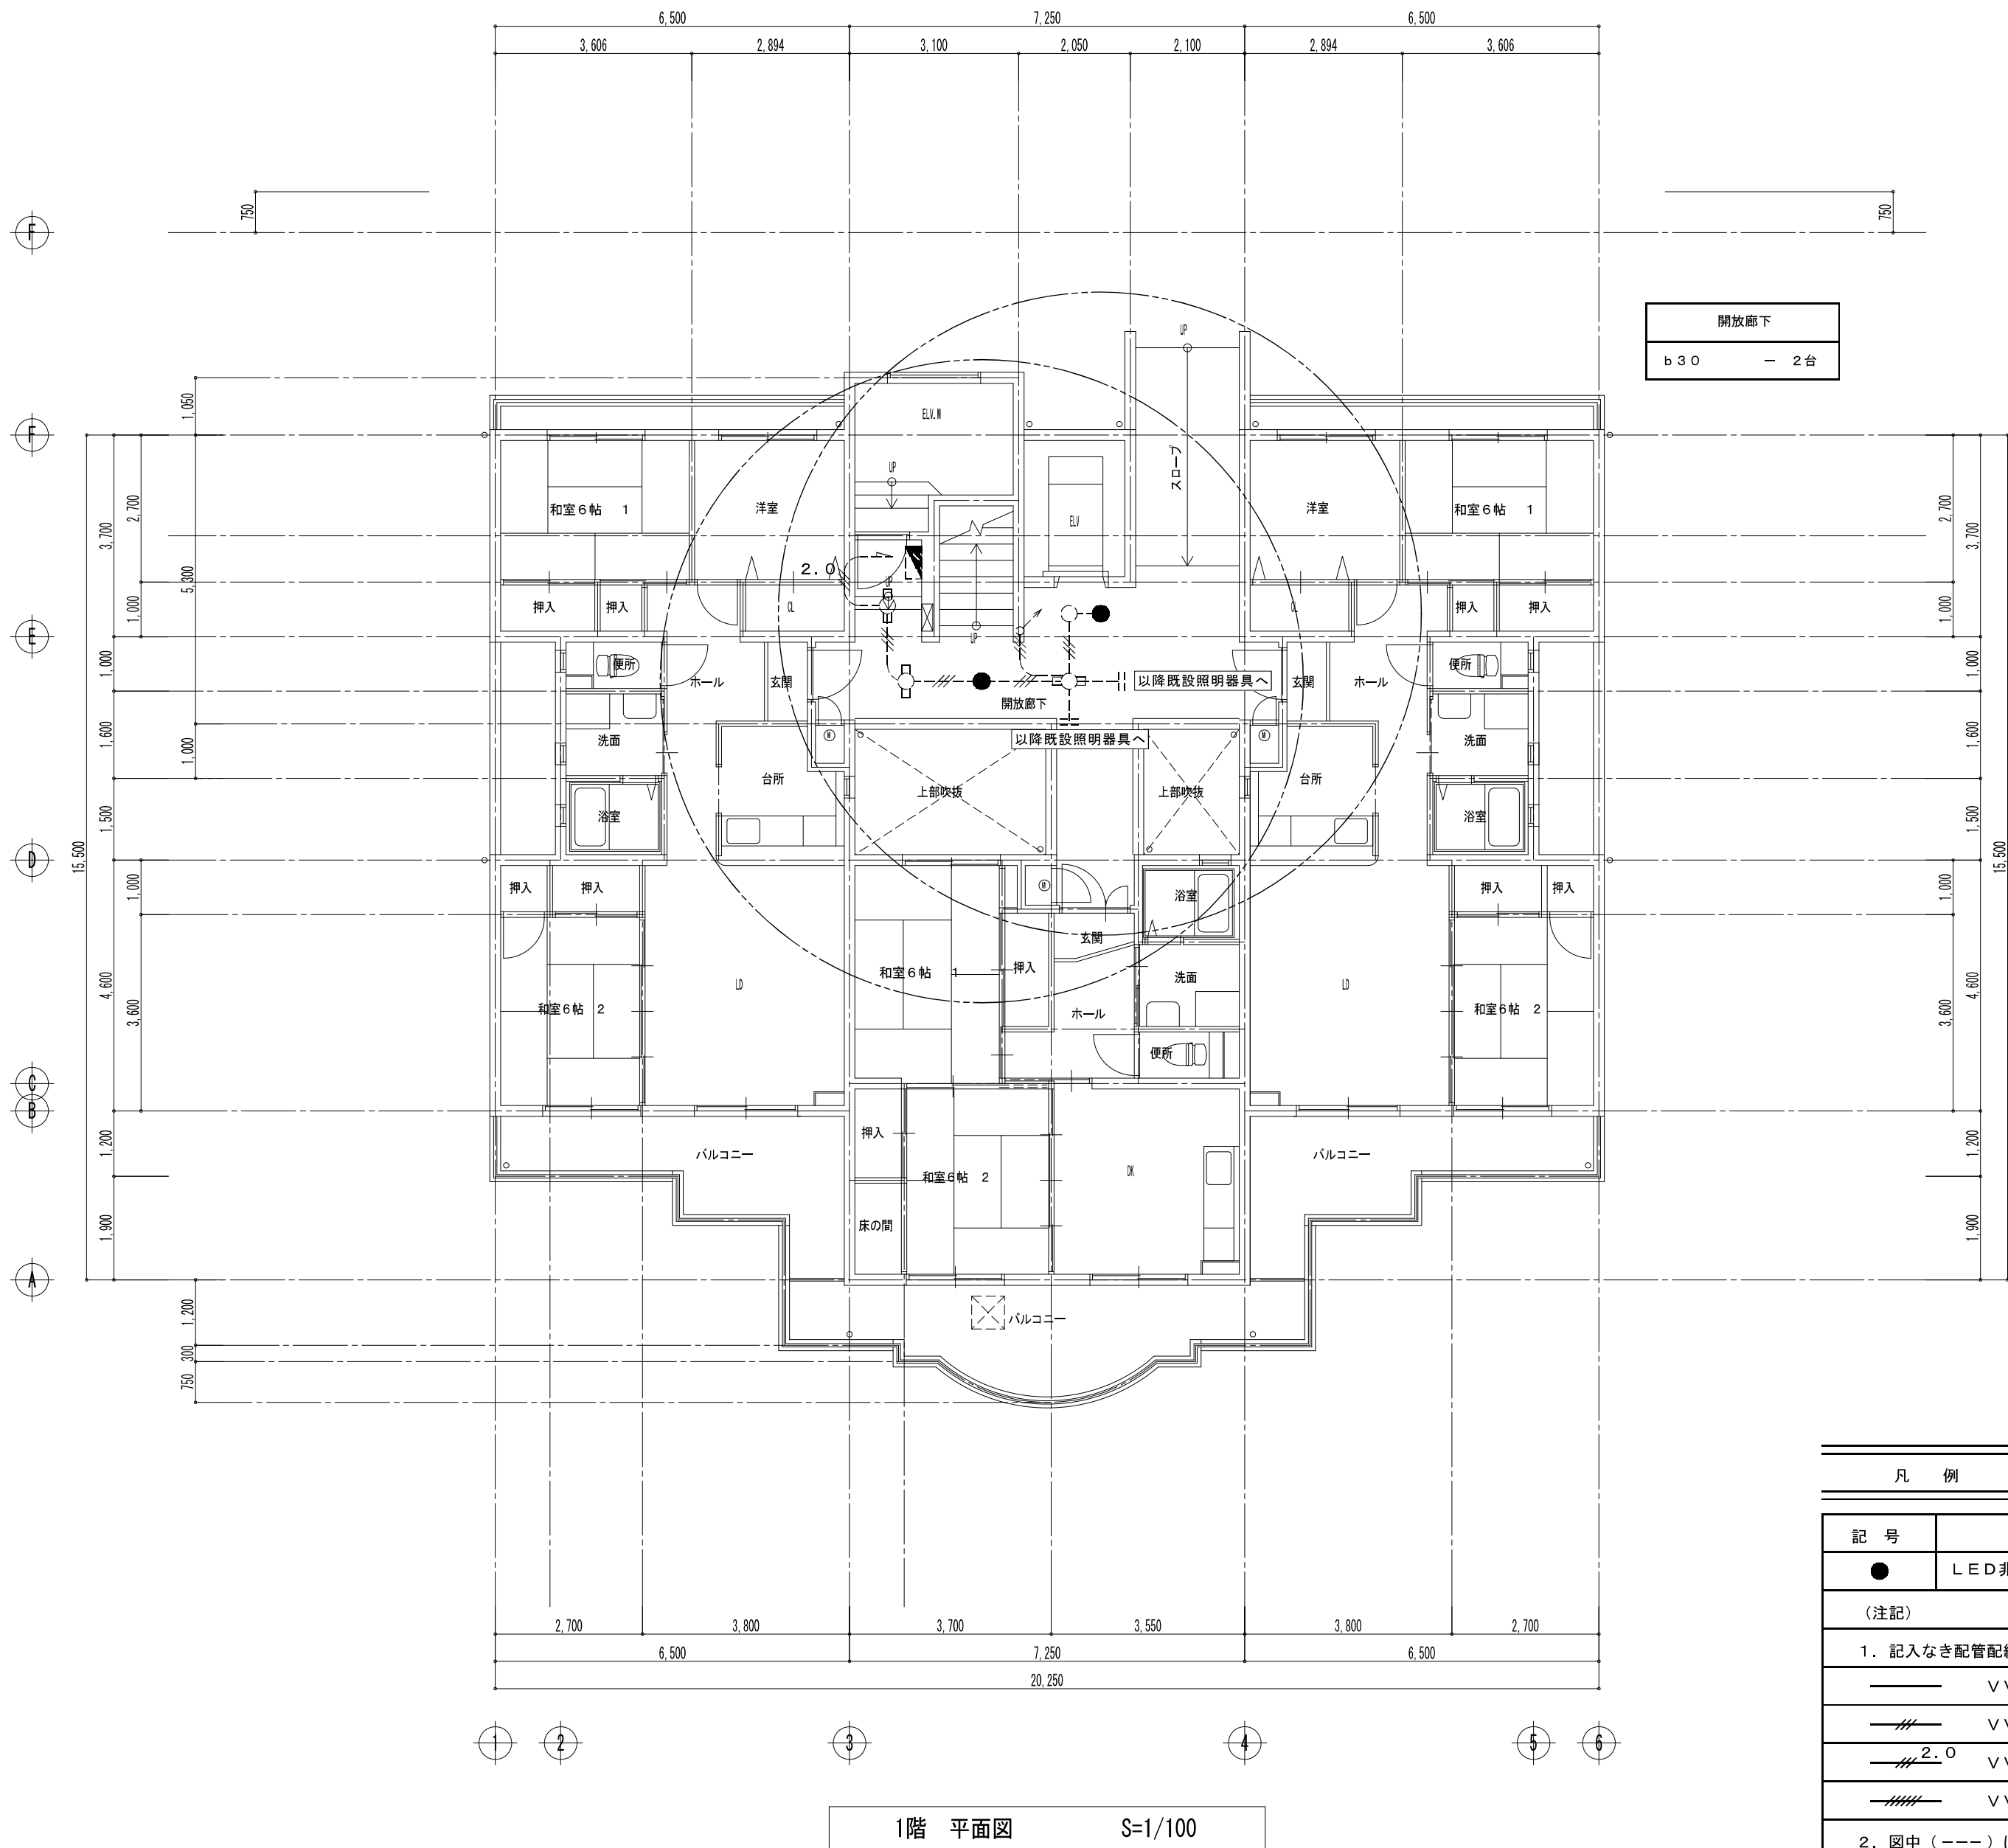 6,500 7,250 6,500
3,606 2,894 3,100 2,050 2,100 2,894 3,606
750 750
F
開放廊下
b30 － 2台
UP
1,050
ELV.W
F
UP
スロープ
2,700 和室6帖 1 洋室 ELV 洋室 和室6帖 1 2,700
3,700 3,700
5,300 2.0
UP
1,000 押入 押入 CL CL 押入 押入 1,000
E
UP
1,000 便所 便所 1,000
ホール 玄関 以降既設照明器具へ 玄関 ホール
開放廊下
1,600 洗面 M 以降既設照明器具へ M 洗面 1,600
1,000
台所 上部吹抜 上部吹抜 台所
1,500 浴室 浴室 1,500
15,500 15,500
D
1,000 押入 押入 M 浴室 押入 押入 1,000
玄関
和室6帖 1 押入 洗面
4,600 LD LD 4,600
3,600 和室6帖 2 ホール 和室6帖 2 3,600
便所
C
B
1,200 押入 1,200
バルコニー バルコニー
和室6帖 2 DK
1,900 床の間 1,900
A
1,200 バルコニー
300
750
凡 例
記 号
LED非
(注記)
2,700 3,800 3,700 3,550 3,800 2,700
1. 記入なき配管配線
6,500 7,250 6,500
20,250
VV
VV
1 2 3 4 5 6
2.0 VV
VV
1階 平面図 S=1/100
2. 図中(---)に